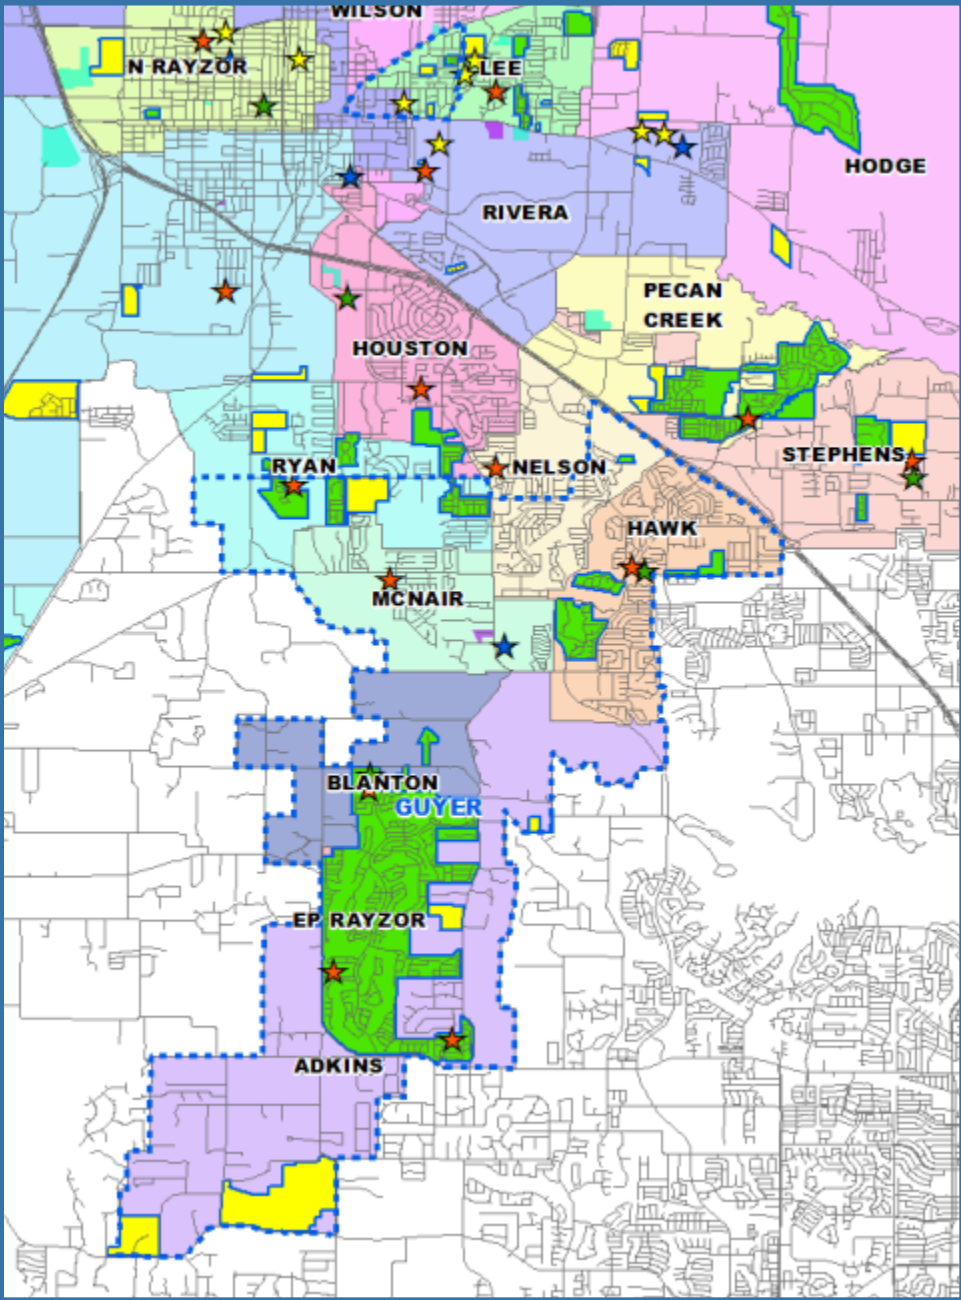 WILSON
N RAYZOR
LEE
HODGE
RIVERA
PECAN
CREEK
HOUSTON
STEPHENS
RYAN
NELSON
HAWK
MCNAIR
BLANTON
GUYER
EP RAYZOR
ADKINS